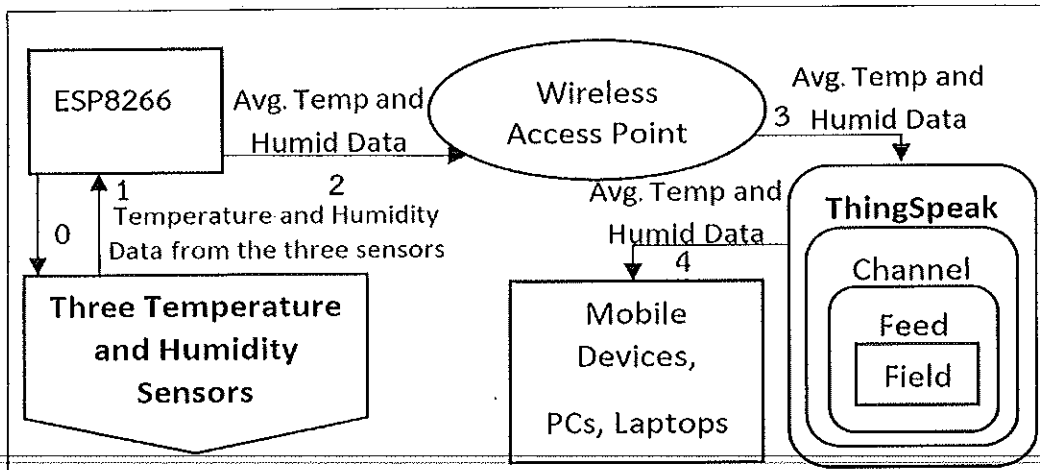 ESP8266
Avg. Temp and
Humid Data
2
Wireless
Access Point
Avg. Temp and
3
Humid Data
0
1
Temperature and Humidity
Data from the three sensors
Three Temperature
and Humidity
Sensors
Avg. Temp and
Humid Data
4
Mobile
Devices,
PCs, Laptops
ThingSpeak
Channel
Feed
Field